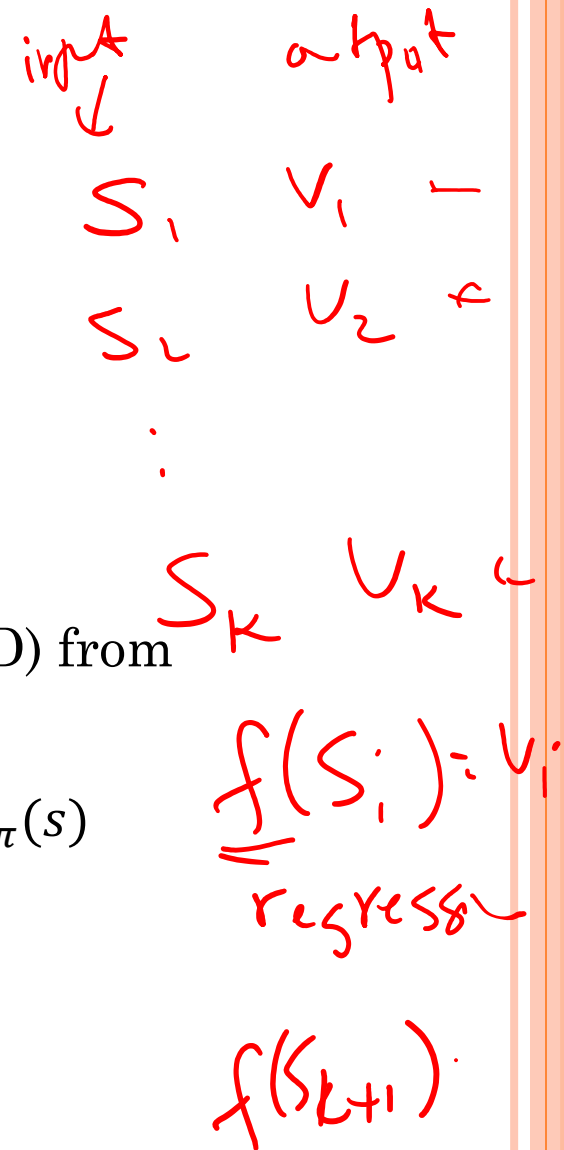 input output
↓
S₁ V₁ –
S₂ V₂ ←
⋮
Sₖ Vₖ ←
D) from
f(Sᵢ) = Vᵢ
π(s)
regression
f(Sₖ₊₁)